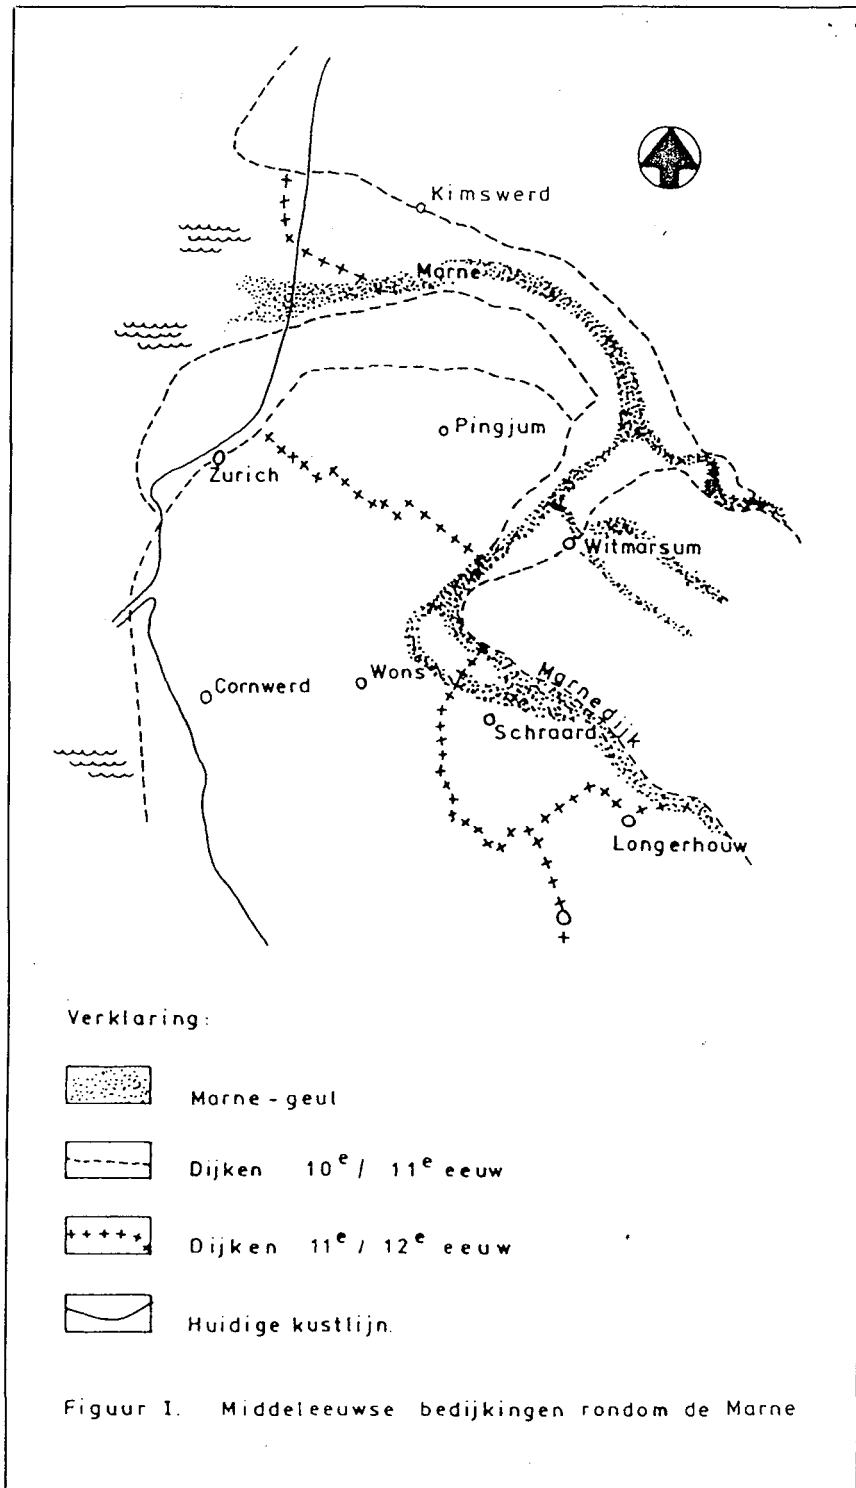 Kimswerd
Marne
Pingjum
Zurich
Witmarsum
Marnedijk
Wons
Cornwerd
Schraard
Longerhouw
Verklaring:
Marne - geul
Dijken 10e / 11e eeuw
Dijken 11e / 12e eeuw
Huidige kustlijn.
Figuur I. Middeleeuwse bedijkingen rondom de Marne